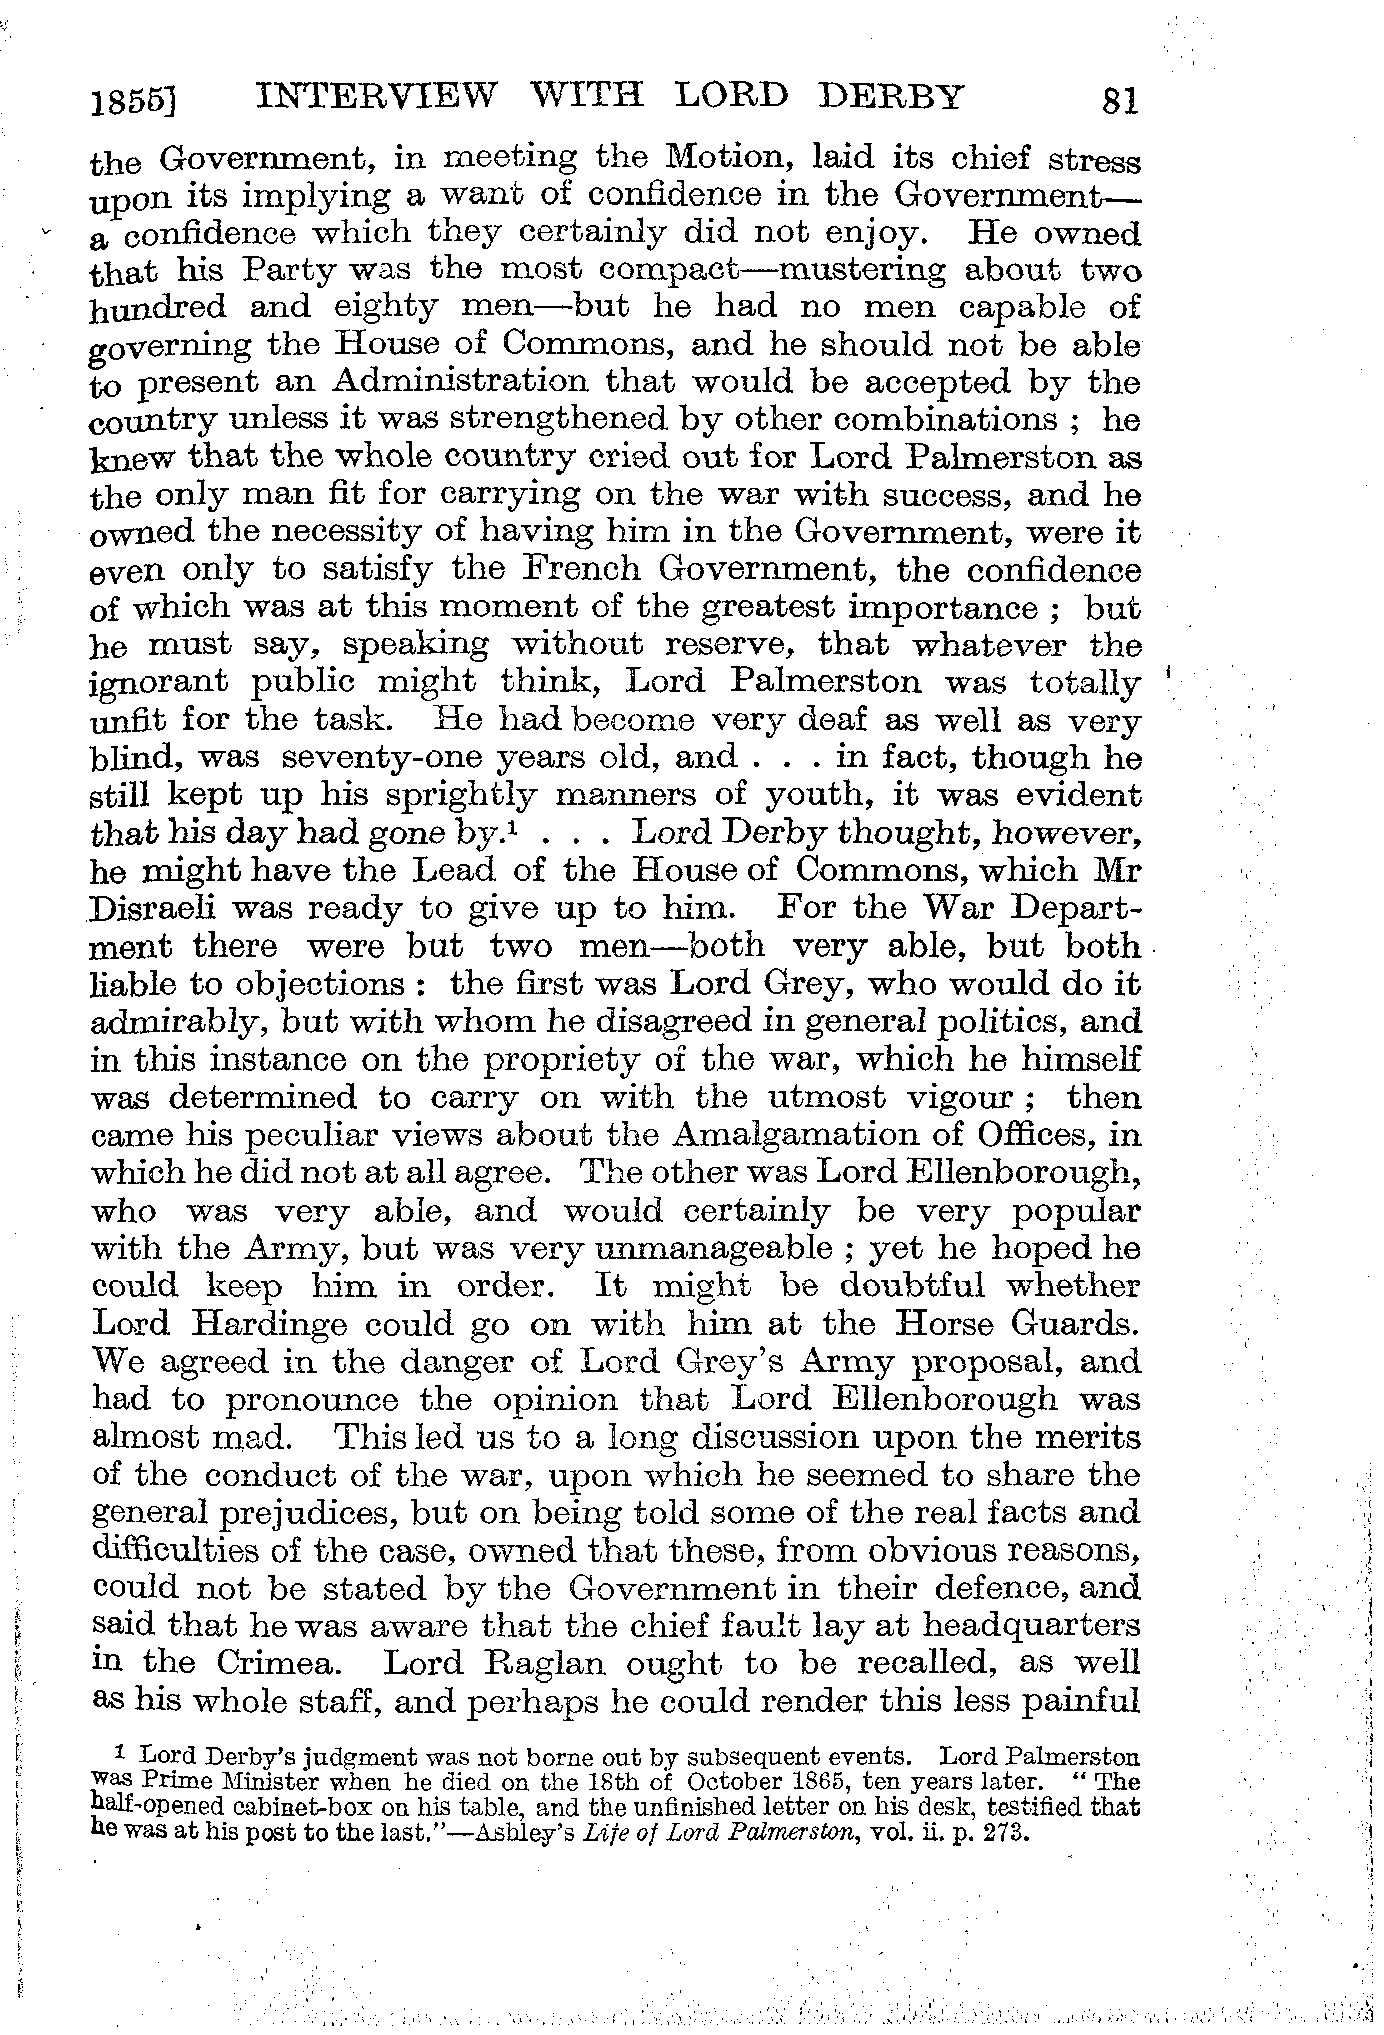 1855] INTERVIEW WITH LORD DERBY 81
the Government, in meeting the Motion, laid its chief stress
upon its implying a want of confidence in the Government—
a confidence which they certainly did not enjoy. He owned
that his Party was the most compact—mustering about two
hundred and eighty men—but he had no men capable of
governing the House of Commons, and he should not be able
to present an Administration that would be accepted by the
country unless it was strengthened by other combinations ; he
knew that the whole country cried out for Lord Palmerston as
the only man fit for carrying on the war with success, and he
owned the necessity of having him in the Government, were it
even only to satisfy the French Government, the confidence
of which was at this moment of the greatest importance ; but
he must say, speaking without reserve, that whatever the
ignorant public might think, Lord Palmerston was totally
unfit for the task. He had become very deaf as well as very
blind, was seventy-one years old, and . . . in fact, though he
still kept up his sprightly manners of youth, it was evident
that his day had gone by.¹ . . . Lord Derby thought, however,
he might have the Lead of the House of Commons, which Mr
Disraeli was ready to give up to him. For the War Depart-
ment there were but two men—both very able, but both
liable to objections : the first was Lord Grey, who would do it
admirably, but with whom he disagreed in general politics, and
in this instance on the propriety of the war, which he himself
was determined to carry on with the utmost vigour ; then
came his peculiar views about the Amalgamation of Offices, in
which he did not at all agree. The other was Lord Ellenborough,
who was very able, and would certainly be very popular
with the Army, but was very unmanageable ; yet he hoped he
could keep him in order. It might be doubtful whether
Lord Hardinge could go on with him at the Horse Guards.
We agreed in the danger of Lord Grey's Army proposal, and
had to pronounce the opinion that Lord Ellenborough was
almost mad. This led us to a long discussion upon the merits
of the conduct of the war, upon which he seemed to share the
general prejudices, but on being told some of the real facts and
difficulties of the case, owned that these, from obvious reasons,
could not be stated by the Government in their defence, and
said that he was aware that the chief fault lay at headquarters
in the Crimea. Lord Raglan ought to be recalled, as well
as his whole staff, and perhaps he could render this less painful
¹ Lord Derby's judgment was not borne out by subsequent events. Lord Palmerston
was Prime Minister when he died on the 18th of October 1865, ten years later. " The
half-opened cabinet-box on his table, and the unfinished letter on his desk, testified that
he was at his post to the last."—Ashley's Life of Lord Palmerston, vol. ii. p. 273.